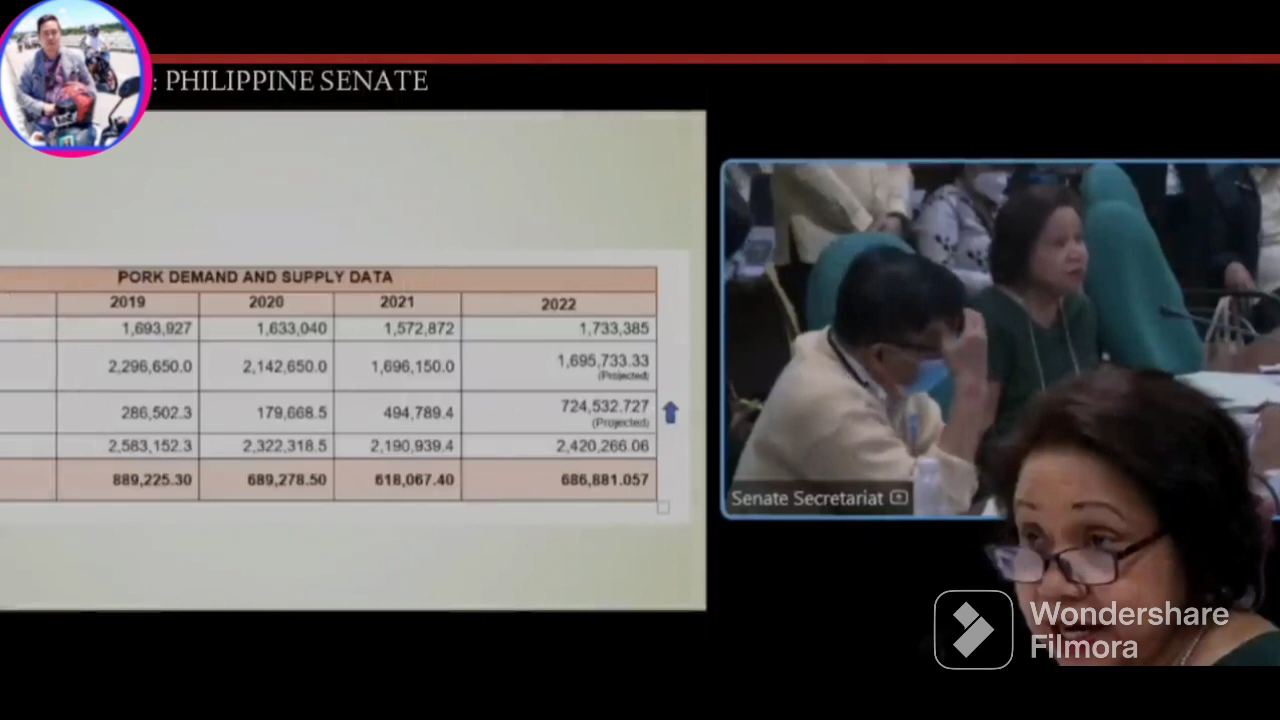 : PHILIPPINE SENATE
PORK DEMAND AND SUPPLY DATA
2019 2020 2021 2022
1,693,927 1,633,040 1,572,872 1,733,385
2,296,650.0 2,142,650.0 1,696,150.0 1,695,733.33
(Projected)
286,502.3 179,668.5 494,789.4 724,532.727
(Projected)
2,583,152.3 2,322,318.5 2,190,939.4 2,420,266.06
889,225.30 689,278.50 618,067.40 686,881.057
Senate Secretariat
Wondershare
Filmora